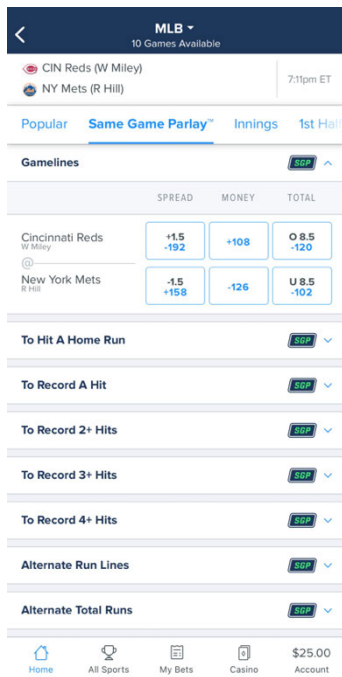 MLB
10 Games Available
CIN Reds (W Miley)
NY Mets (R Hill)
7:11pm ET
Popular Same Game Parlay™ Innings 1st Half
Gamelines SGP
SPREAD MONEY TOTAL
Cincinnati Reds
W Miley
+1.5 +108 O 8.5
-192 -120
@
New York Mets
R Hill
-1.5 -126 U 8.5
+158 -102
To Hit A Home Run SGP
To Record A Hit SGP
To Record 2+ Hits SGP
To Record 3+ Hits SGP
To Record 4+ Hits SGP
Alternate Run Lines SGP
Alternate Total Runs SGP
$25.00
Home All Sports My Bets Casino Account